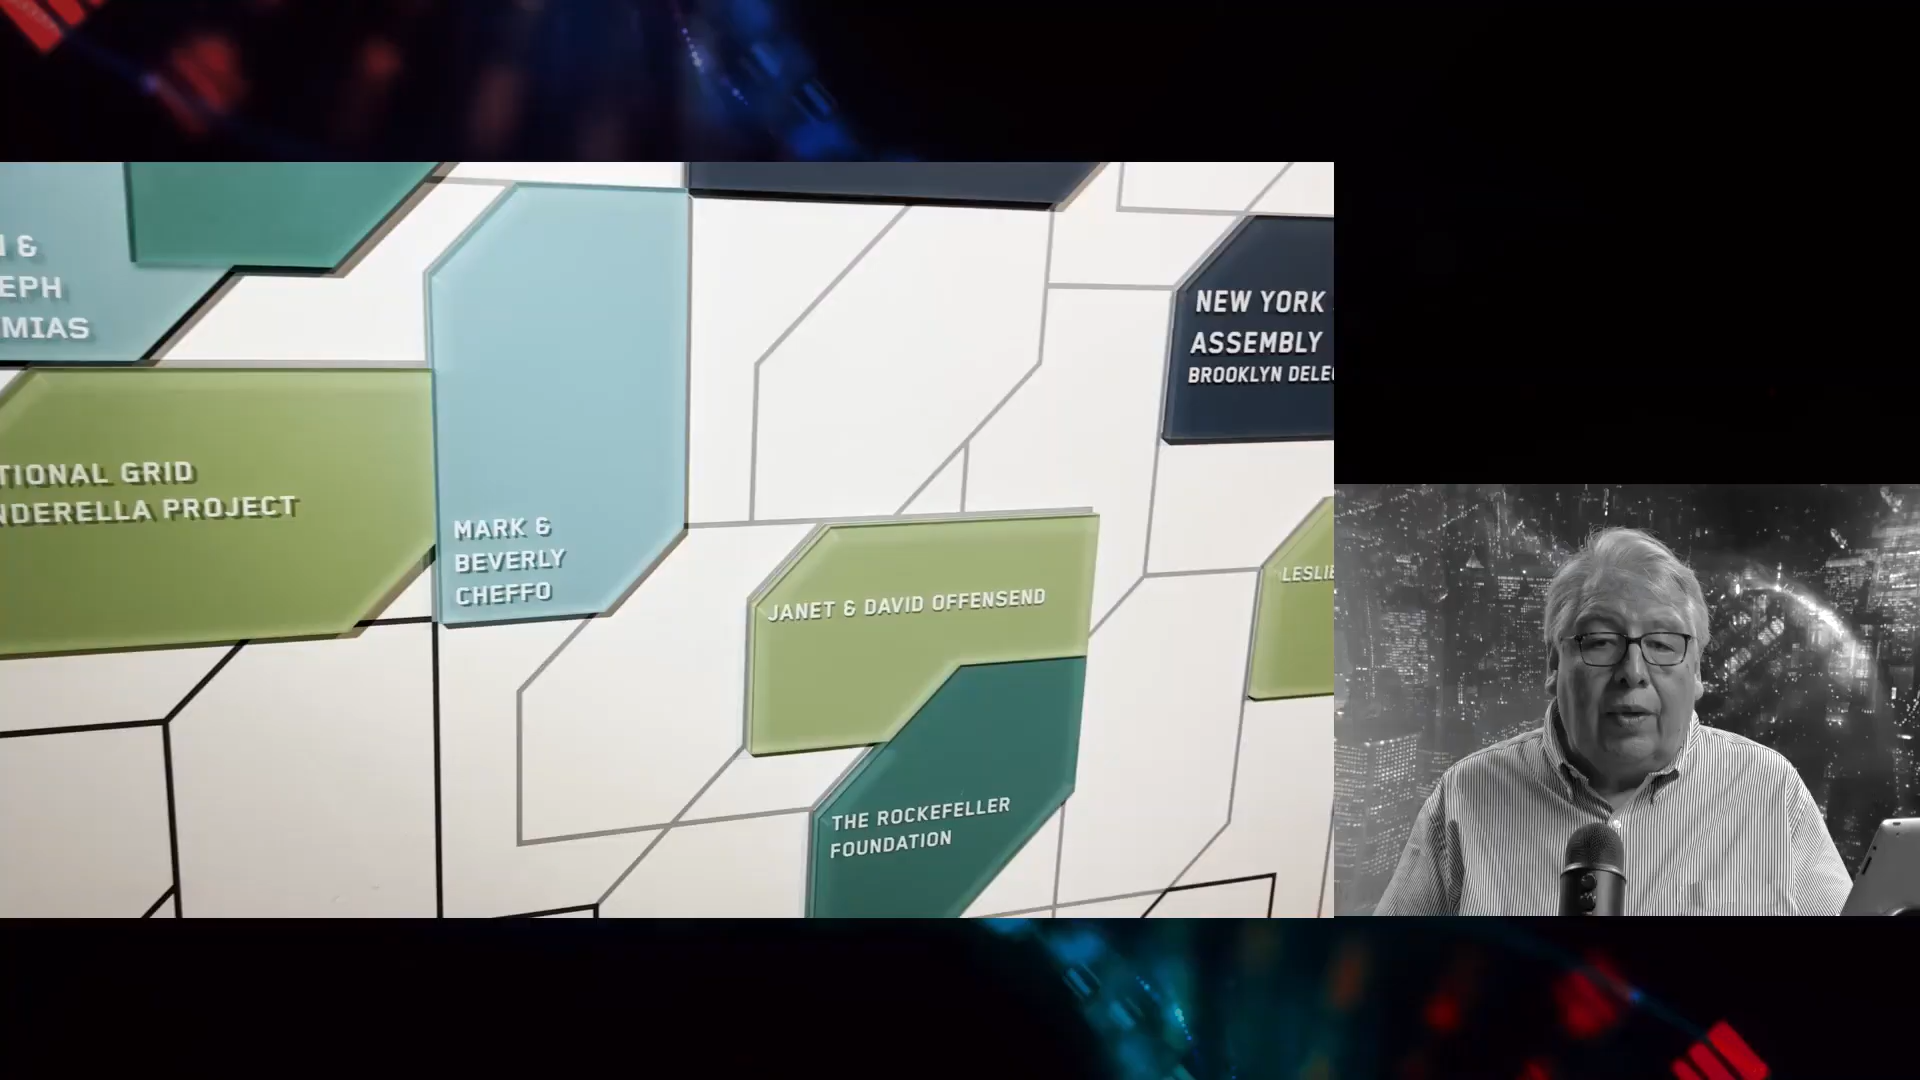 &
EPH
MIAS
TIONAL GRID
NDERELLA PROJECT
MARK &
BEVERLY
CHEFFO
JANET & DAVID OFFENSEND
THE ROCKEFELLER
FOUNDATION
NEW YORK
ASSEMBLY
BROOKLYN DELE
LESLIE